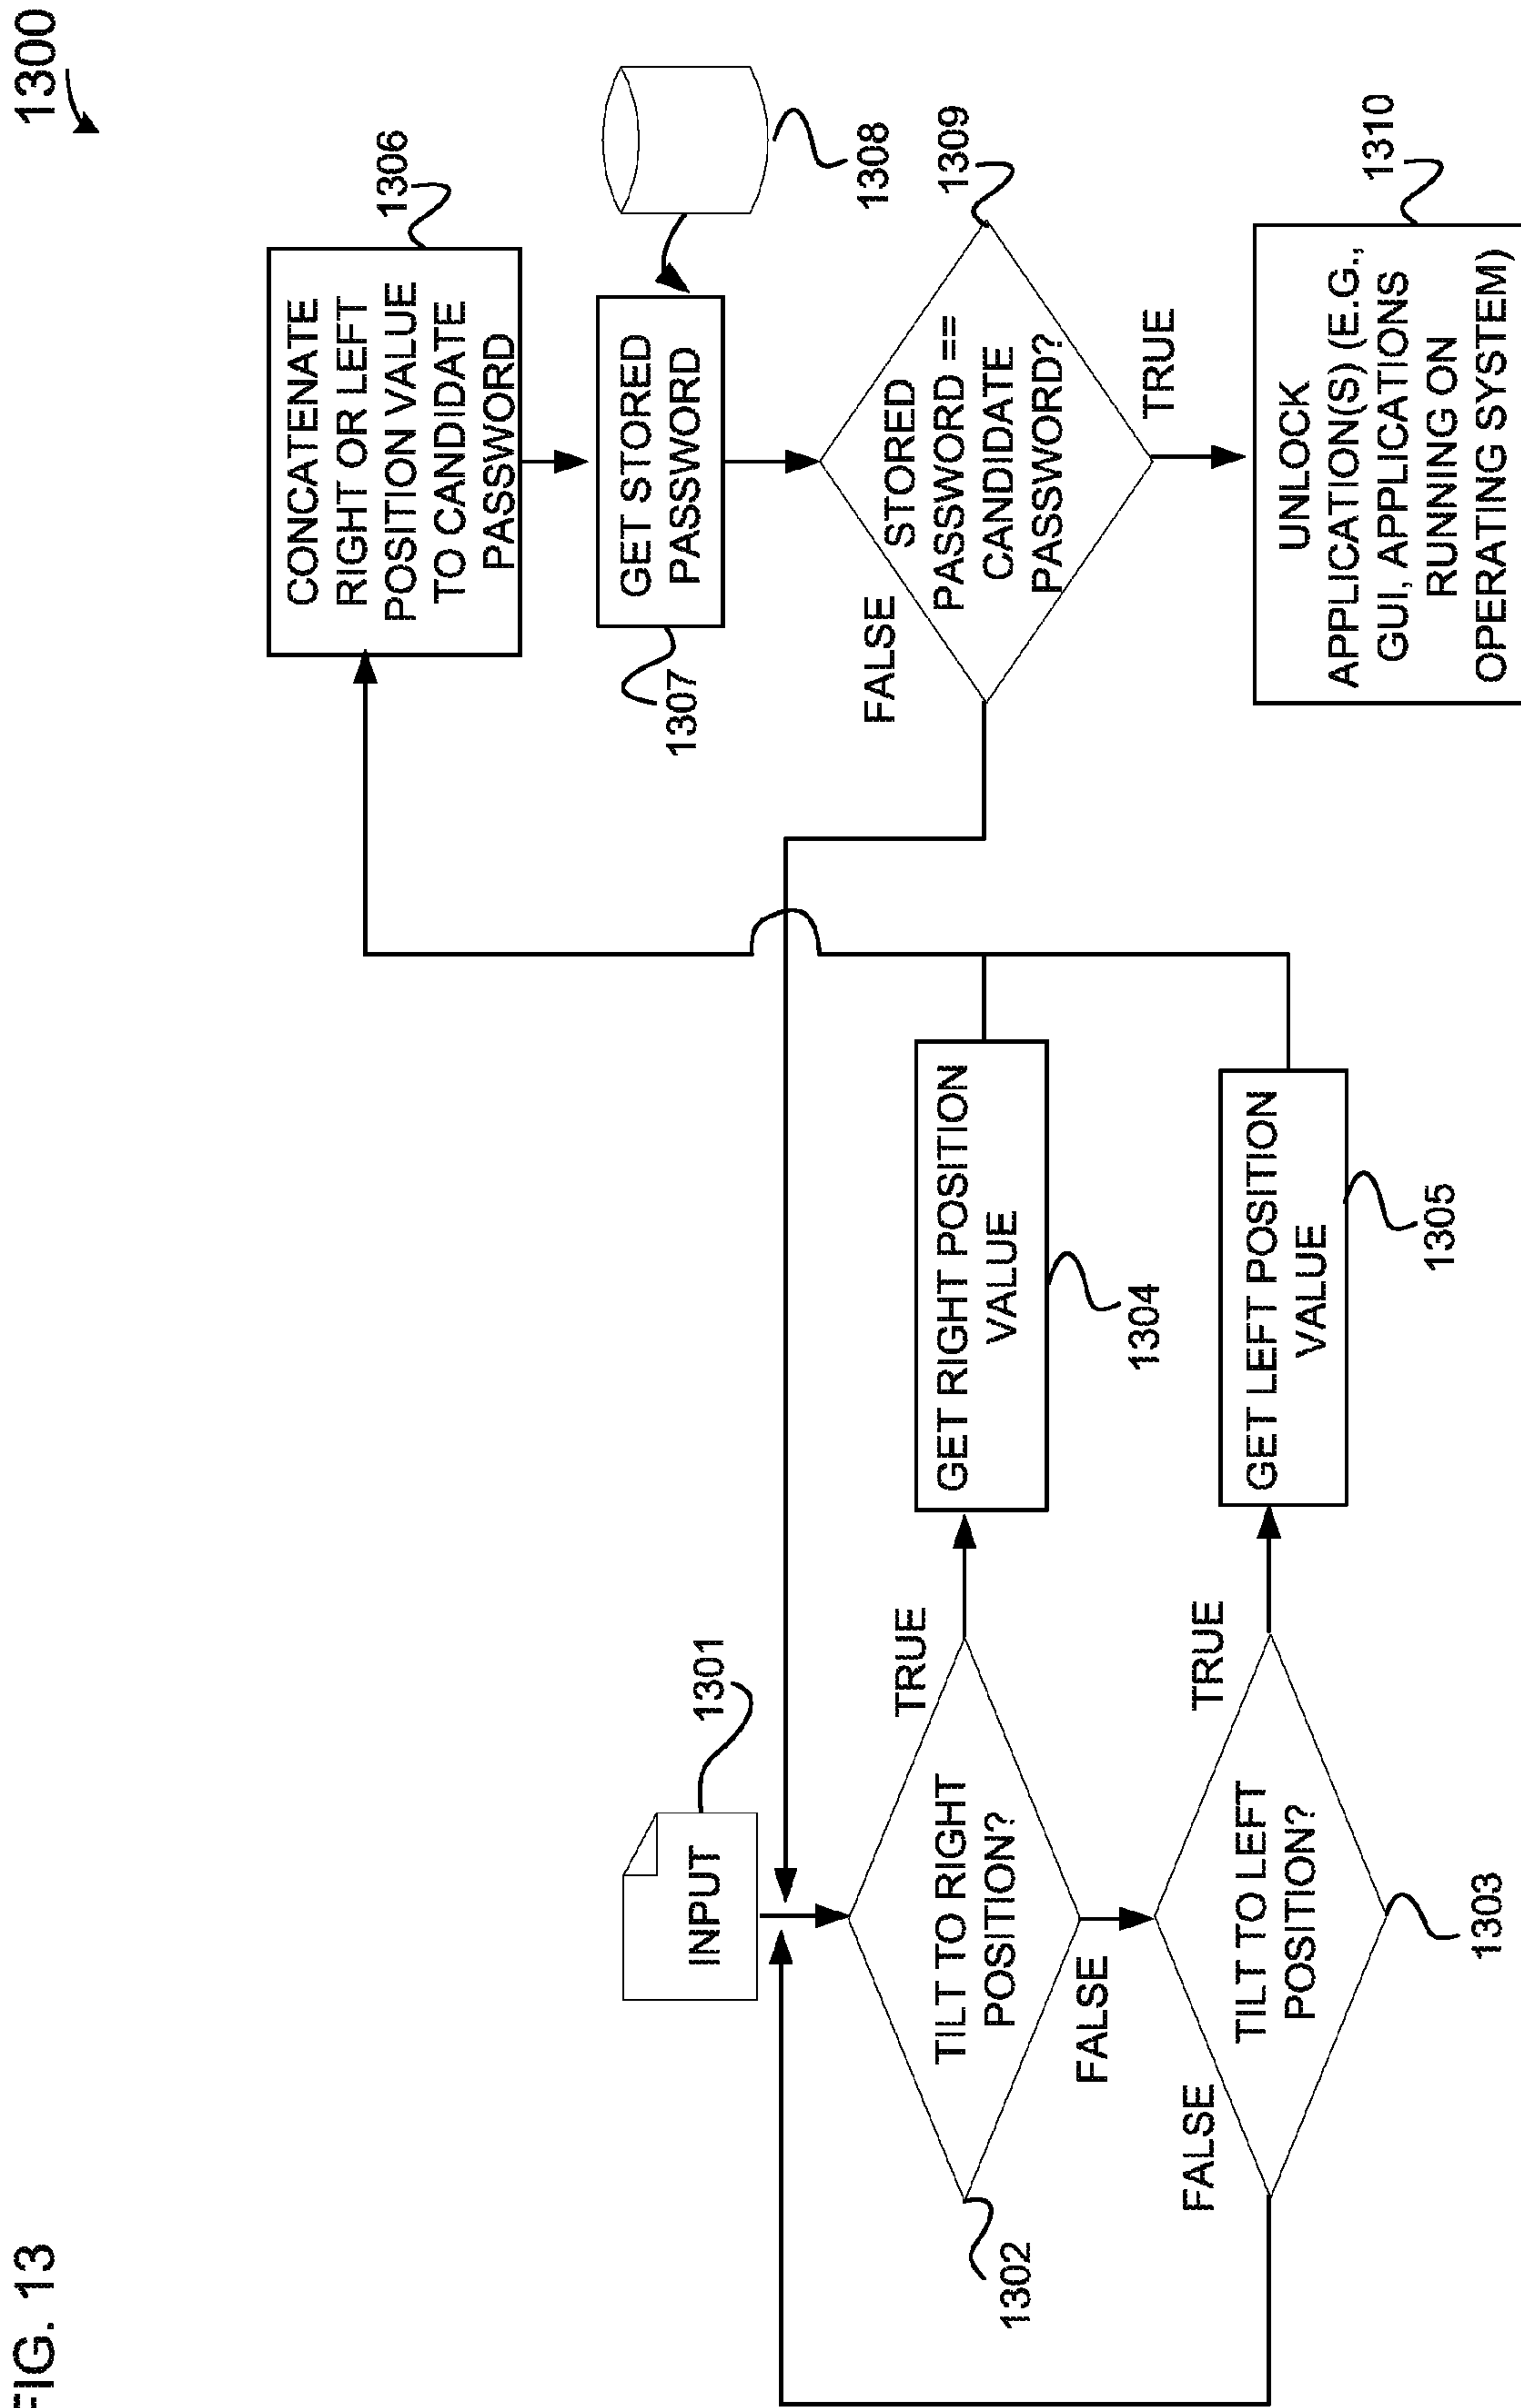 FIG. 13
1300
INPUT
1301
TILT TO RIGHT
POSITION?
1302
TRUE
FALSE
TILT TO LEFT
POSITION?
1303
TRUE
FALSE
GET RIGHT POSITION
VALUE
1304
GET LEFT POSITION
VALUE
1305
CONCATENATE
RIGHT OR LEFT
POSITION VALUE
TO CANDIDATE
PASSWORD
1306
GET STORED
PASSWORD
1307
1308
STORED
PASSWORD ==
CANDIDATE
PASSWORD?
1309
FALSE
TRUE
UNLOCK
APPLICATION(S) (E.G.,
GUI, APPLICATIONS
RUNNING ON
OPERATING SYSTEM)
1310